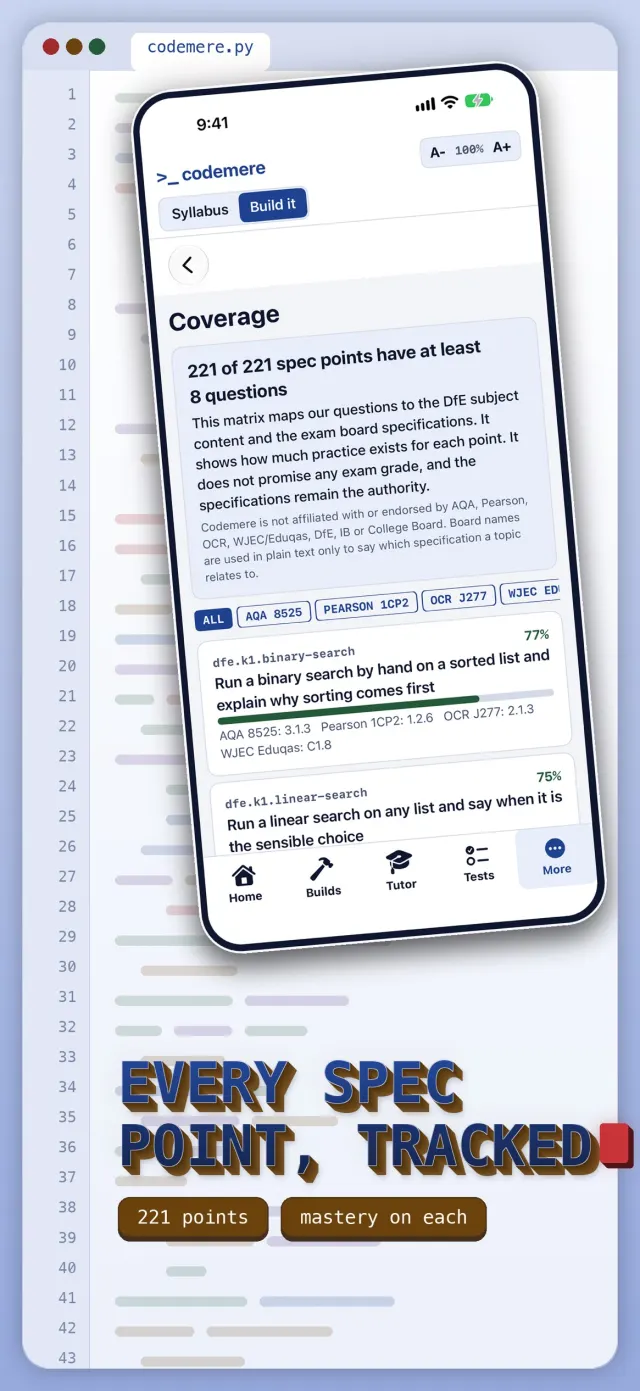 codemere.py
1
2
3
4
5
6
7
8
9
10
11
12
13
14
15
16
17
18
19
20
21
22
23
24
25
26
27
28
29
30
31
32
33
34
35
36
37
38
39
40
41
42
43
9:41
>_codemere
A- 100% A+
Syllabus Build it
Coverage
221 of 221 spec points have at least
8 questions
This matrix maps our questions to the DfE subject
content and the exam board specifications. It
shows how much practice exists for each point. It
does not promise any exam grade, and the
specifications remain the authority.
Codemere is not affiliated with or endorsed by AQA, Pearson,
OCR, WJEC/Eduqas, DfE, IB or College Board. Board names
are used in plain text only to say which specification a topic
relates to.
ALL AQA 8525 PEARSON 1CP2 OCR J277 WJEC EDU
dfe.k1.binary-search 77%
Run a binary search by hand on a sorted list and
explain why sorting comes first
AQA 8525: 3.1.3 Pearson 1CP2: 1.2.6 OCR J277: 2.1.3
WJEC Eduqas: C1.8
dfe.k1.linear-search 75%
Run a linear search on any list and say when it is
the sensible choice
Home Builds Tutor Tests More
EVERY SPEC
POINT, TRACKED
221 points mastery on each